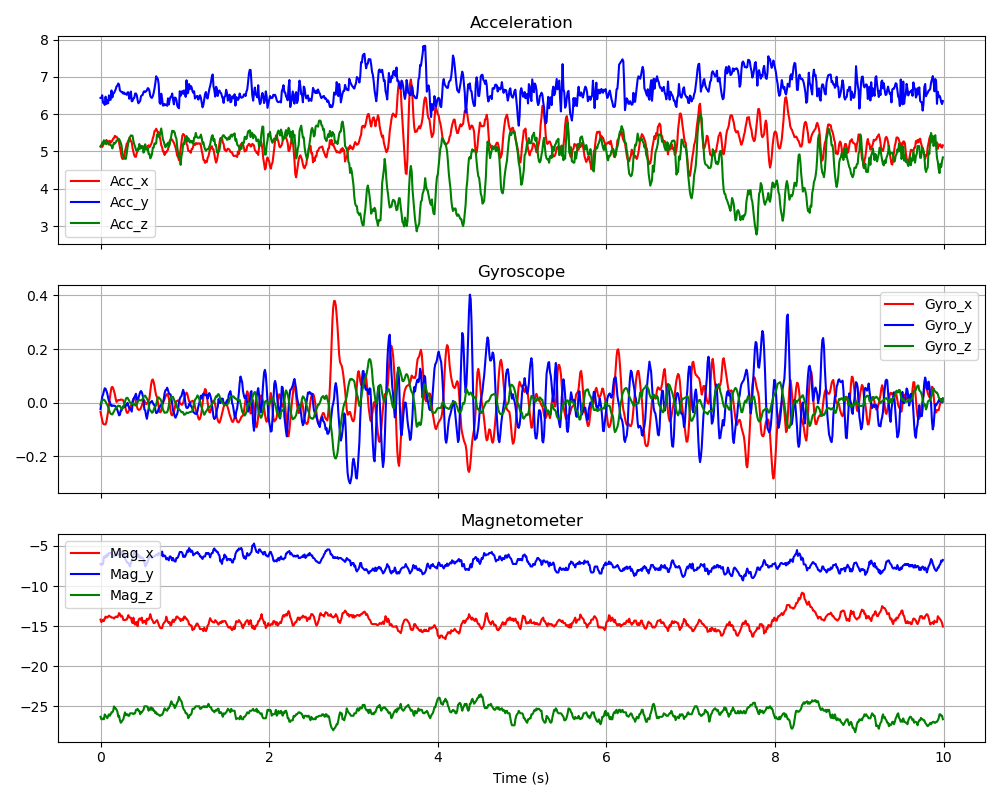 Acceleration
8
7
6
5
4
3
Acc_x
Acc_y
Acc_z
Gyroscope
0.4
0.2
0.0
−0.2
Gyro_x
Gyro_y
Gyro_z
Magnetometer
−5
−10
−15
−20
−25
Mag_x
Mag_y
Mag_z
0 2 4 6 8 10
Time (s)